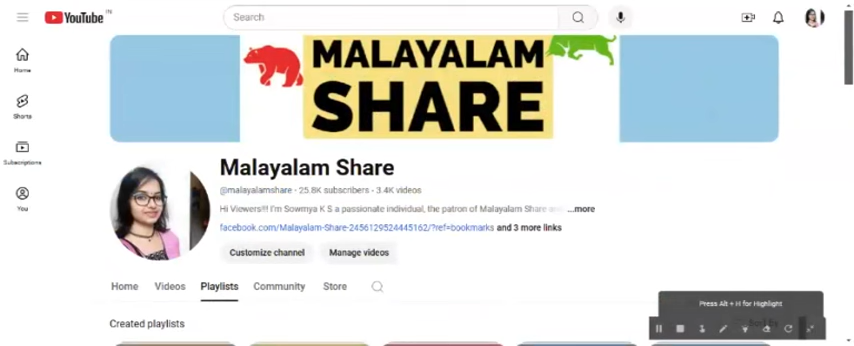 YouTube IN
Search
MALAYALAM
SHARE
Home
Shorts
Subscriptions
You
Malayalam Share
@malayalamshare · 25.8K subscribers · 3.4K videos
Hi Viewers!!! I'm Sowmya K S a passionate individual, the patron of Malayalam Share and ...more
facebook.com/Malayalam-Share-2456129524445162/?ref=bookmarks and 3 more links
Customize channel Manage videos
Home Videos Playlists Community Store
Press Alt + H for Highlight
Created playlists